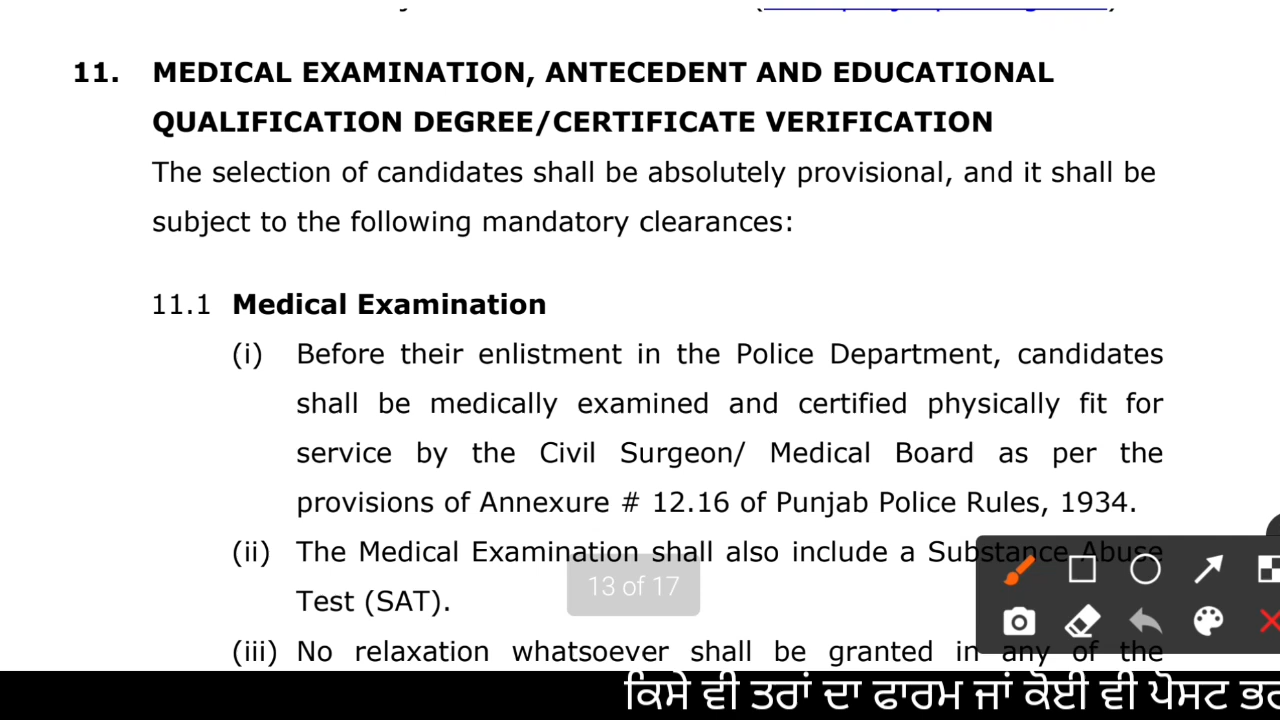 11. MEDICAL EXAMINATION, ANTECEDENT AND EDUCATIONAL
QUALIFICATION DEGREE/CERTIFICATE VERIFICATION
The selection of candidates shall be absolutely provisional, and it shall be
subject to the following mandatory clearances:
11.1 Medical Examination
(i) Before their enlistment in the Police Department, candidates
shall be medically examined and certified physically fit for
service by the Civil Surgeon/ Medical Board as per the
provisions of Annexure # 12.16 of Punjab Police Rules, 1934.
(ii) The Medical Examination shall also include a Substance Abuse
Test (SAT).
13 of 17
(iii) No relaxation whatsoever shall be granted in any of the
ਕਿਸੇ ਵੀ ਤਰਾਂ ਦਾ ਫਾਰਮ ਜਾਂ ਕੋਈ ਵੀ ਪੋਸਟ